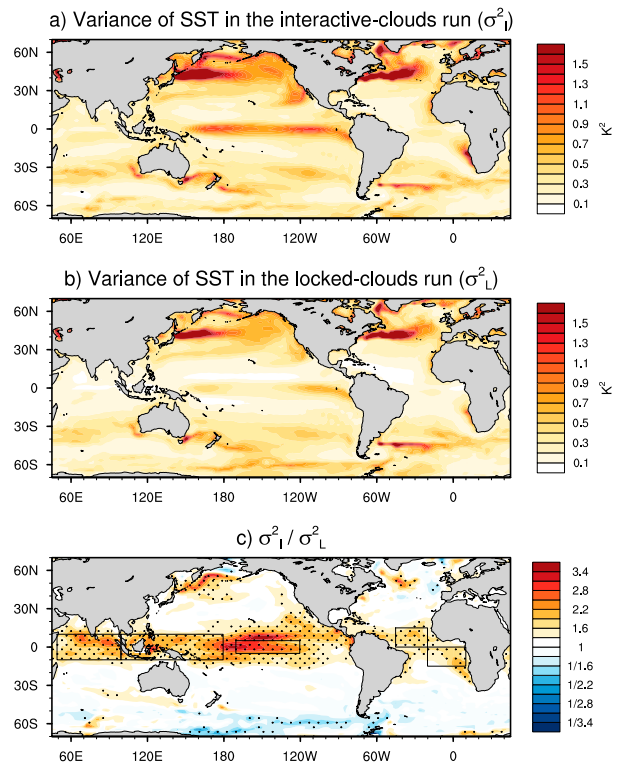 a) Variance of SST in the interactive-clouds run (σ²I)
60N
30N
0
30S
60S
60E 120E 180 120W 60W 0
1.5
1.3
1.1
0.9
0.7
0.5
0.3
0.1
K²
b) Variance of SST in the locked-clouds run (σ²L)
60N
30N
0
30S
60S
60E 120E 180 120W 60W 0
1.5
1.3
1.1
0.9
0.7
0.5
0.3
0.1
K²
c) σ²I / σ²L
60N
30N
0
30S
60S
60E 120E 180 120W 60W 0
3.4
2.8
2.2
1.6
1
1/1.6
1/2.2
1/2.8
1/3.4